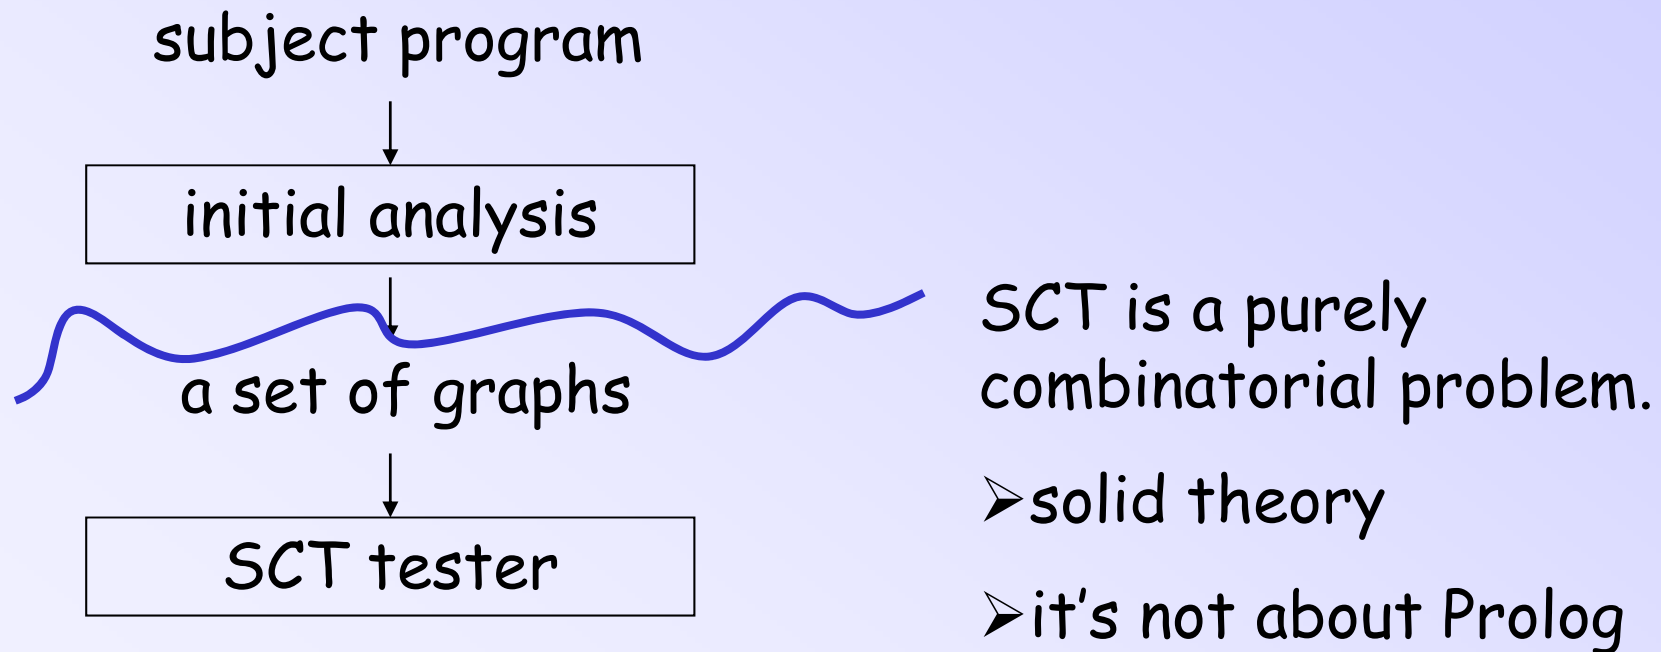 subject program
initial analysis
a set of graphs
SCT tester
SCT is a purely
combinatorial problem.
➢solid theory
➢it’s not about Prolog